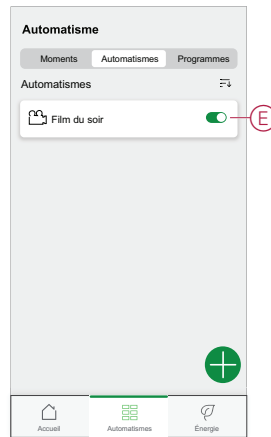 Automatisme
Moments Automatismes Programmes
Automatismes
Film du soir
E
Accueil Automatismes Énergie